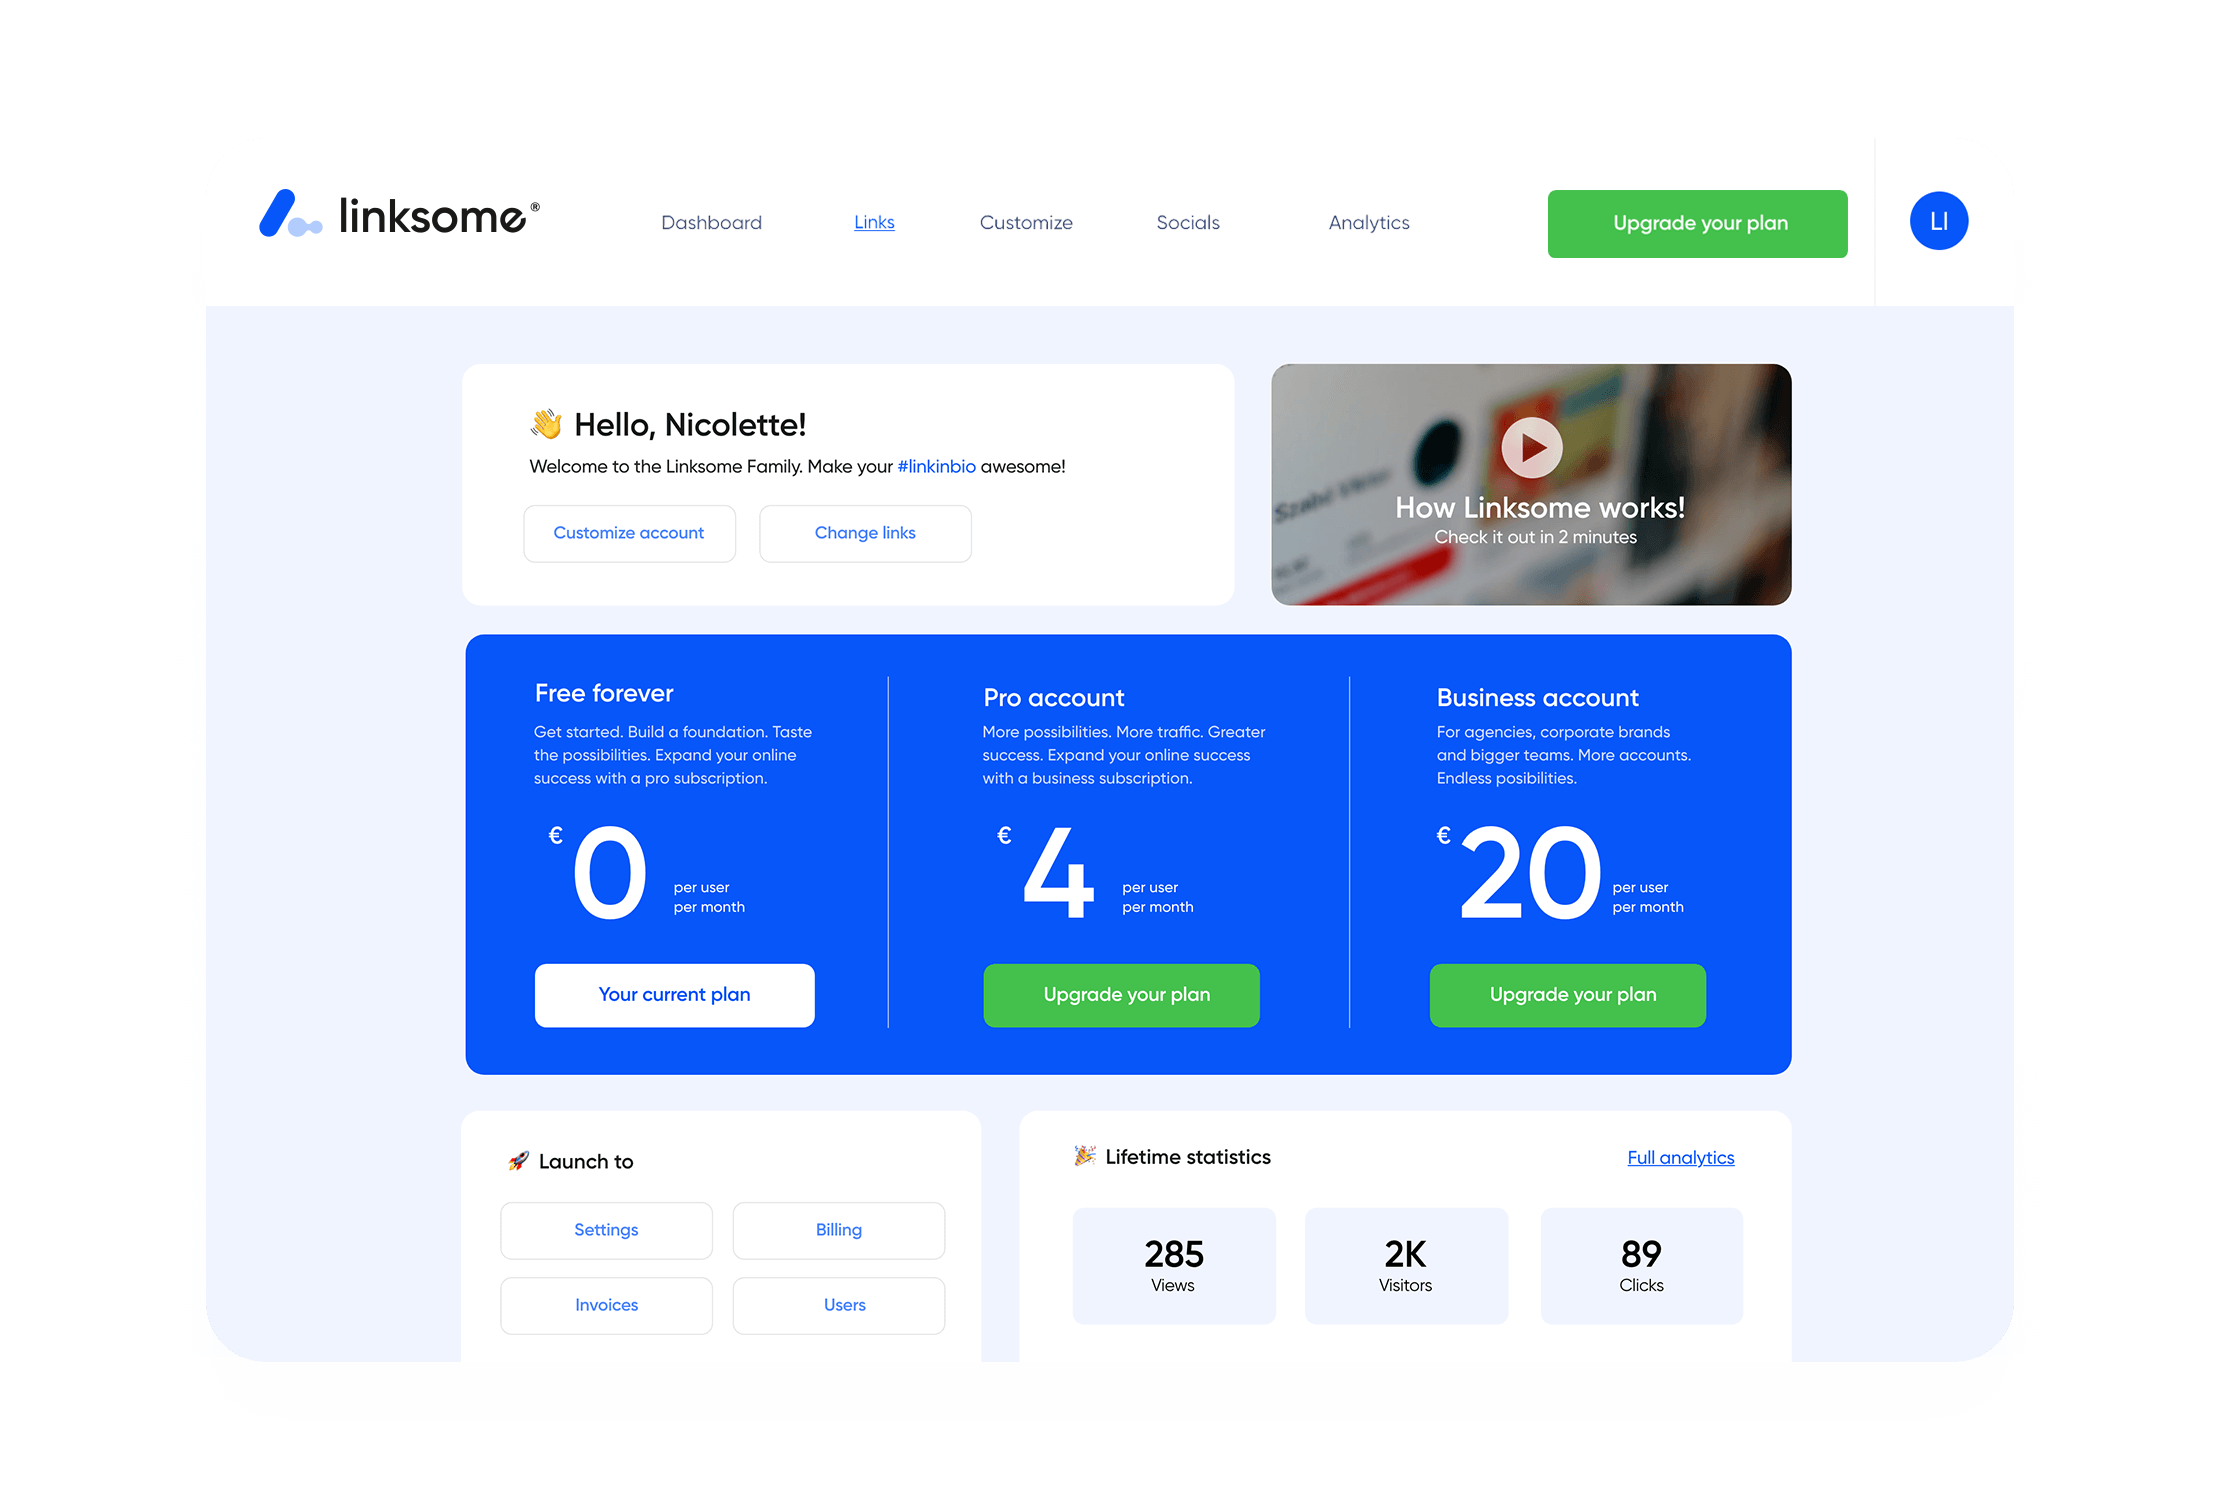 linksome®
Dashboard
Links
Customize
Socials
Analytics
Upgrade your plan
LI
👋 Hello, Nicolette!
Welcome to the Linksome Family. Make your #linkinbio awesome!
Customize account
Change links
Szabó Viktor
How Linksome works!
Check it out in 2 minutes
Free forever
Get started. Build a foundation. Taste
the possibilities. Expand your online
success with a pro subscription.
€ 0 per user
per month
Your current plan
Pro account
More possibilities. More traffic. Greater
success. Expand your online success
with a business subscription.
€ 4 per user
per month
Upgrade your plan
Business account
For agencies, corporate brands
and bigger teams. More accounts.
Endless posibilities.
€ 20 per user
per month
Upgrade your plan
🚀 Launch to
Settings
Billing
Invoices
Users
🎉 Lifetime statistics
Full analytics
285
Views
2K
Visitors
89
Clicks